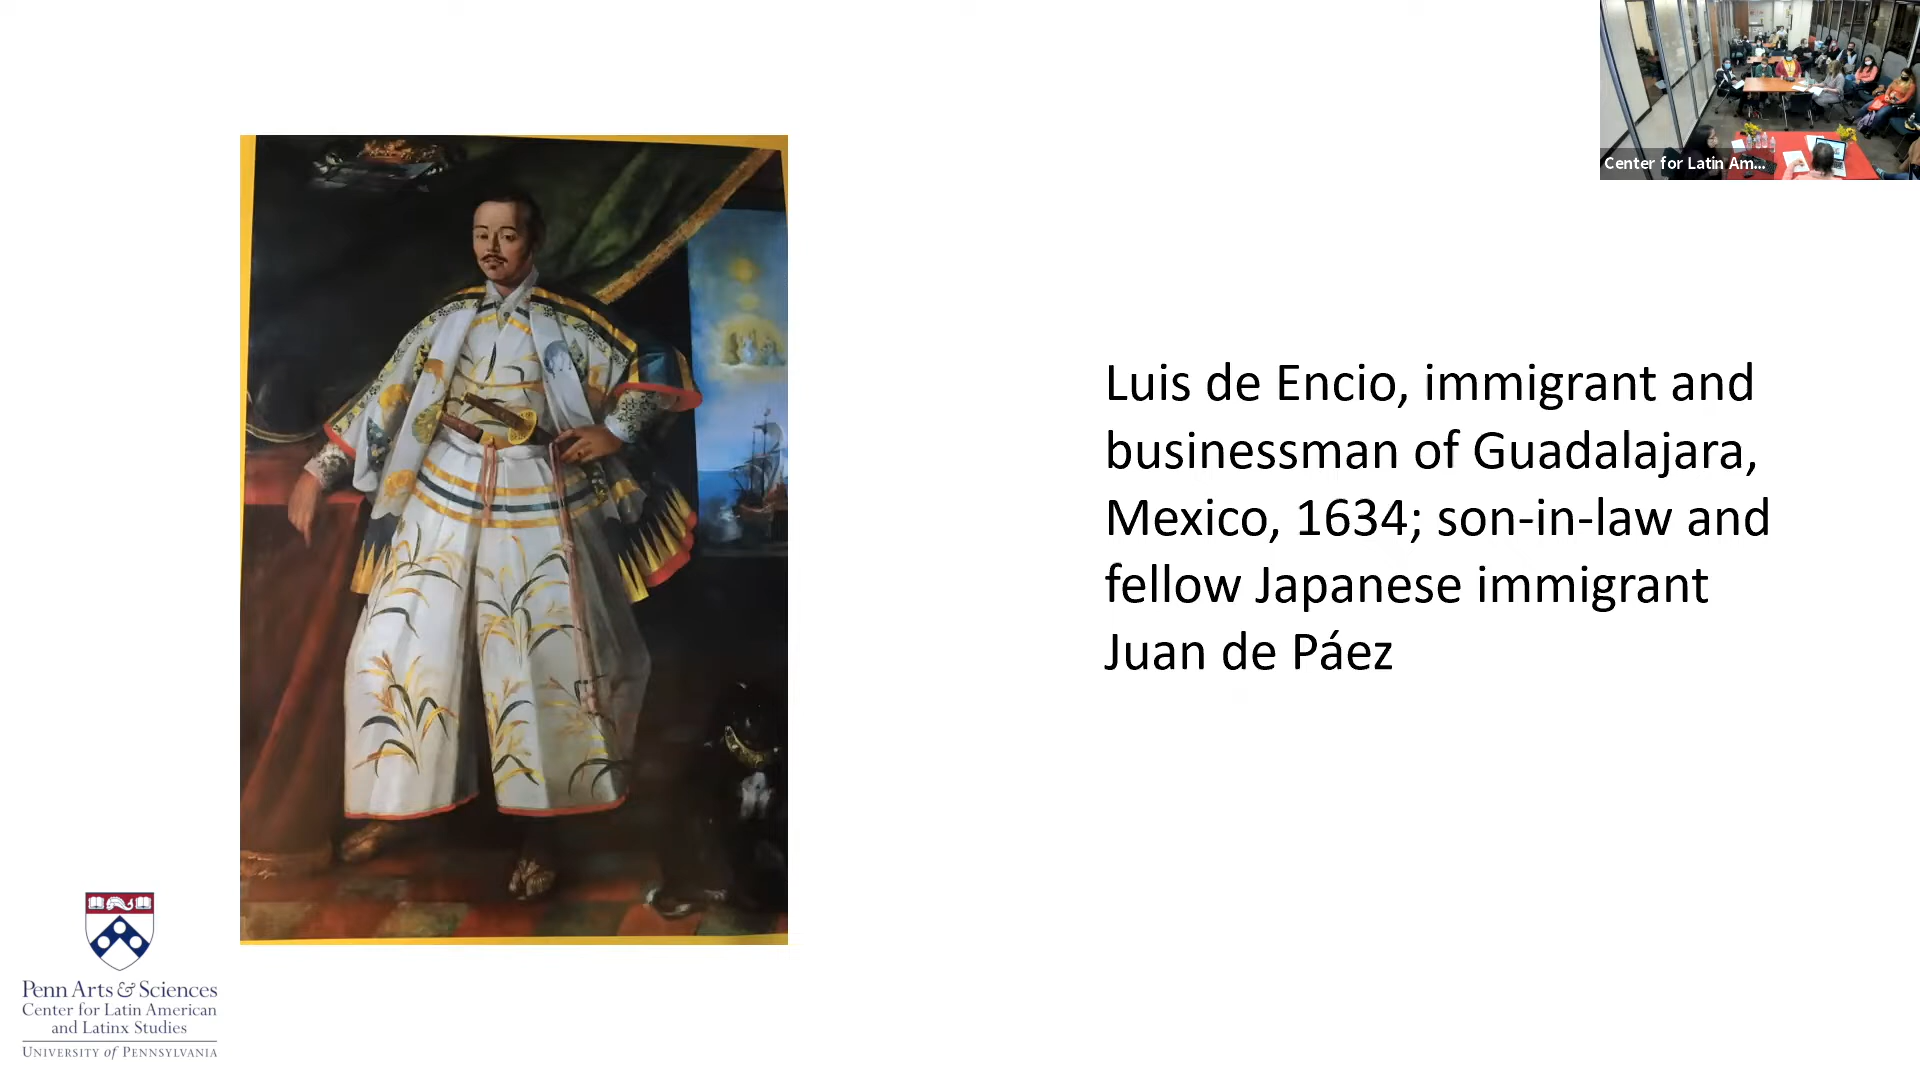 Center for Latin Am...
Luis de Encio, immigrant and
businessman of Guadalajara,
Mexico, 1634; son-in-law and
fellow Japanese immigrant
Juan de Páez
Penn Arts & Sciences
Center for Latin American
and Latinx Studies
UNIVERSITY of PENNSYLVANIA